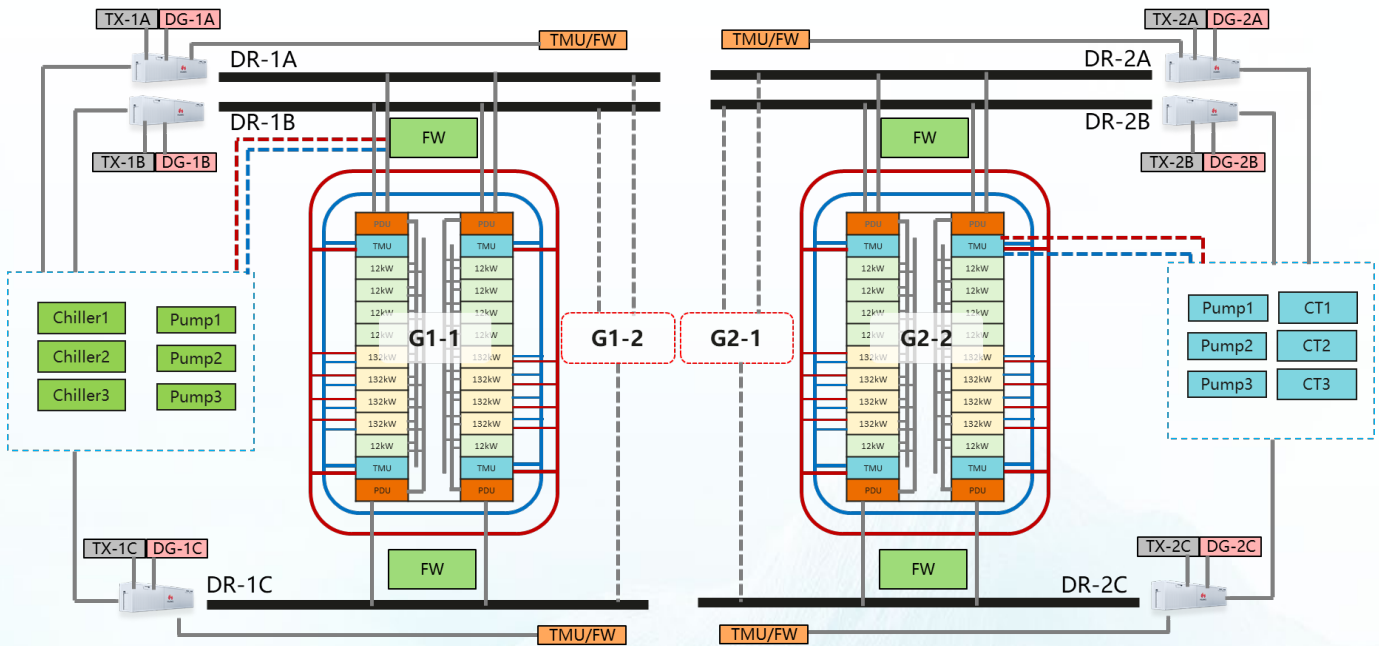 TX-1A DG-1A
TMU/FW
DR-1A
DR-1B
TX-1B DG-1B
FW
TMU/FW
TX-2A DG-2A
DR-2A
DR-2B
TX-2B DG-2B
FW
Chiller1
Chiller2
Chiller3
Pump1
Pump2
Pump3
PDU PDU
TMU TMU
12kW 12kW
12kW 12kW
12kW 12kW
12kW 12kW
G1-1
132kW 132kW
132kW 132kW
132kW 132kW
132kW 132kW
12kW 12kW
TMU TMU
PDU PDU
G1-2
G2-1
PDU PDU
TMU TMU
12kW 12kW
12kW 12kW
12kW 12kW
12kW 12kW
G2-2
132kW 132kW
132kW 132kW
132kW 132kW
132kW 132kW
12kW 12kW
TMU TMU
PDU PDU
Pump1
Pump2
Pump3
CT1
CT2
CT3
TX-1C DG-1C
DR-1C
FW
TMU/FW
FW
TX-2C DG-2C
DR-2C
TMU/FW